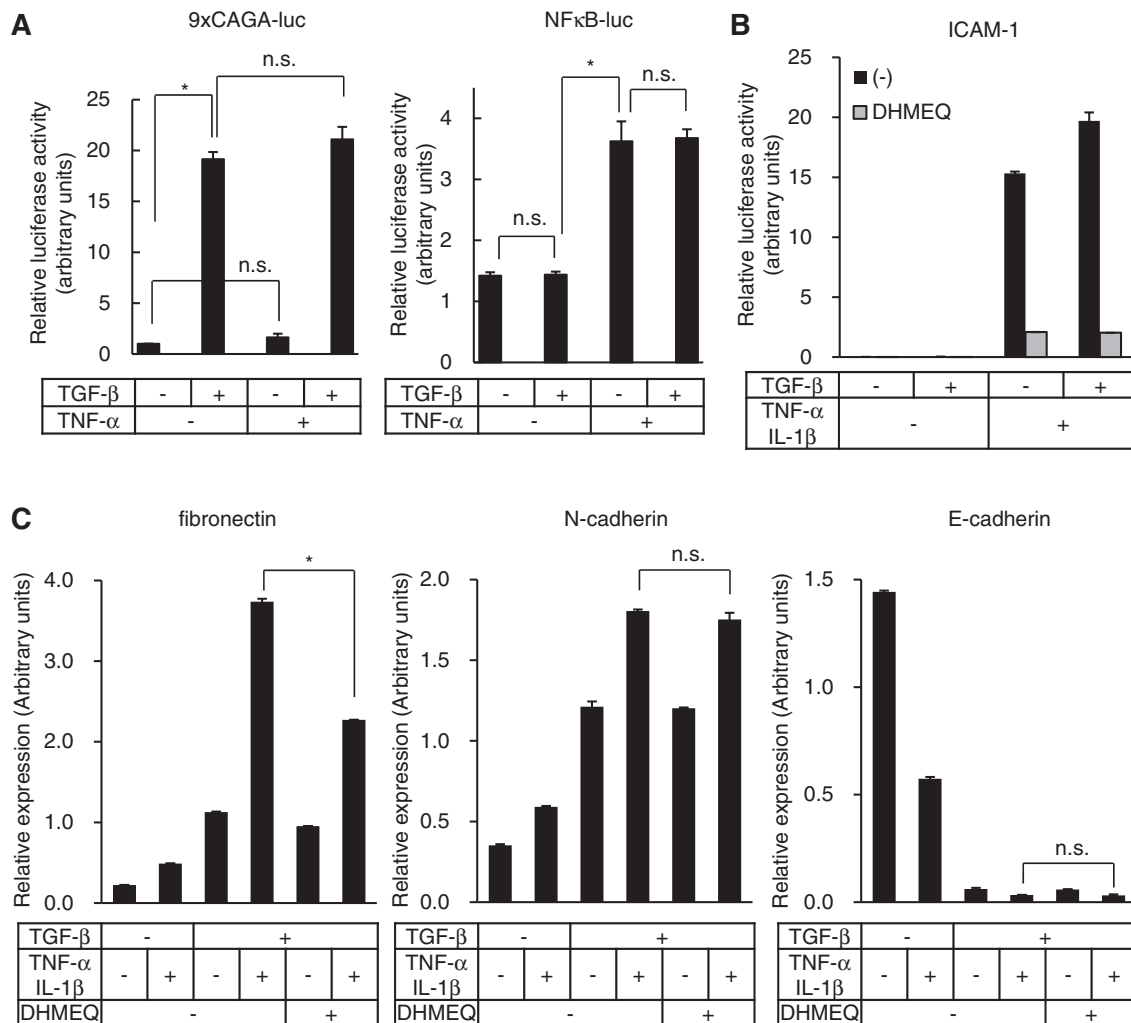 A
9xCAGA-luc
Relative luciferase activity
(arbitrary units)
25
20
15
10
5
0
*
n.s.
n.s.
TGF-β - + - +
TNF-α - +
NFκB-luc
Relative luciferase activity
(arbitrary units)
4
3
2
1
0
n.s.
*
n.s.
TGF-β - + - +
TNF-α - +
B
ICAM-1
(-)
DHMEQ
Relative luciferase activity
(arbitrary units)
25
20
15
10
5
0
TGF-β - + - +
TNF-α
IL-1β
- +
C
fibronectin
Relative expression (Arbitrary units)
4.0
3.0
2.0
1.0
0.0
*
TGF-β - +
TNF-α
IL-1β
- + - + - +
DHMEQ - +
N-cadherin
Relative expression (Arbitrary units)
2.0
1.5
1.0
0.5
0.0
n.s.
TGF-β - +
TNF-α
IL-1β
- + - + - +
DHMEQ - +
E-cadherin
Relative expression (Arbitrary units)
1.5
1.0
0.5
0.0
n.s.
TGF-β - +
TNF-α
IL-1β
- + - + - +
DHMEQ - +